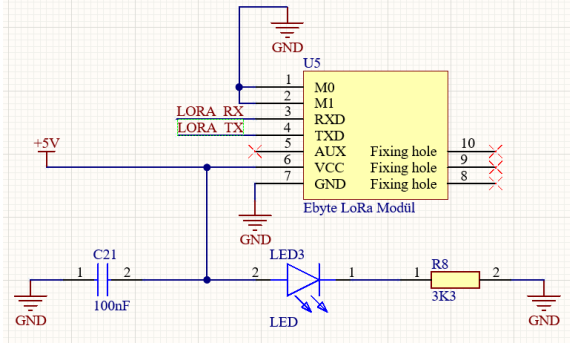 GND
U5
1 M0
2 M1
LORA_RX 3 RXD
LORA_TX 4 TXD
5 AUX Fixing hole 10
+5V 6 VCC Fixing hole 9
7 GND Fixing hole 8
Ebyte LoRa Modül
GND
C21 LED3 R8
1 2 2 1 1 2
100nF 3K3
GND LED GND